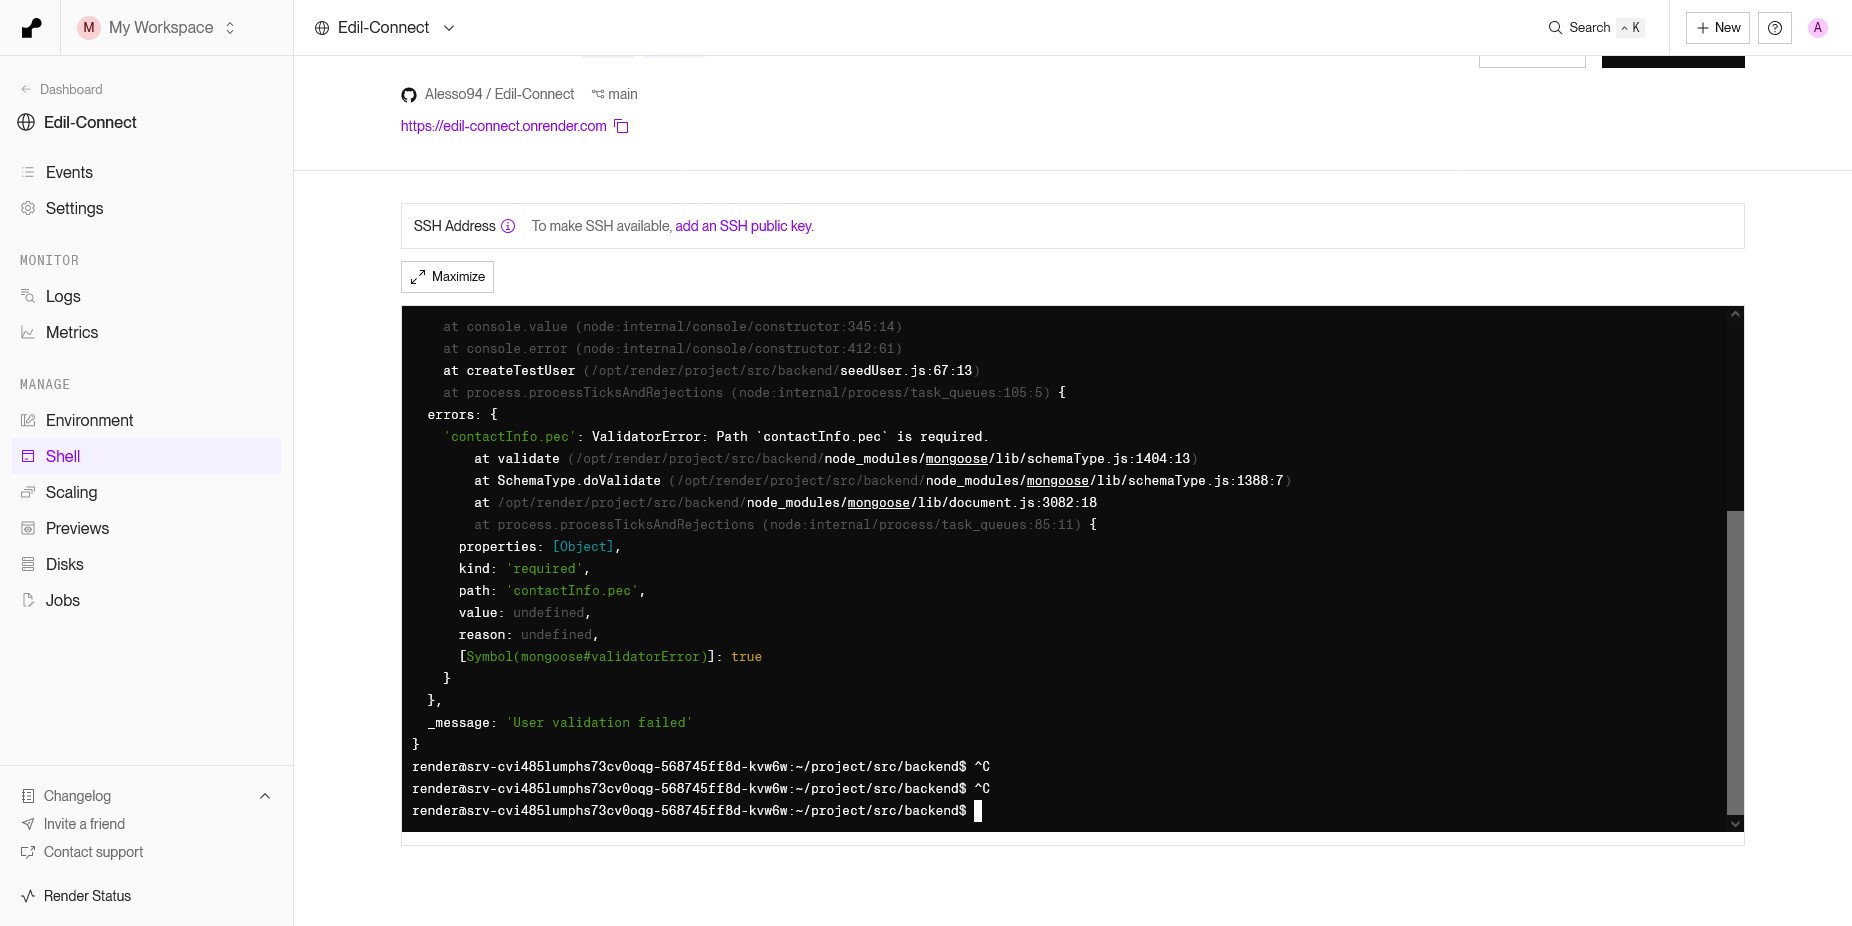 M My Workspace
Edil-Connect
Search ⌃ K
+ New
A
← Dashboard
Edil-Connect
Events
Settings
MONITOR
Logs
Metrics
MANAGE
Environment
Shell
Scaling
Previews
Disks
Jobs
Changelog
Invite a friend
Contact support
Render Status
Alesso94 / Edil-Connect main
https://edil-connect.onrender.com
SSH Address To make SSH available, add an SSH public key.
Maximize
at console.value (node:internal/console/constructor:345:14)
at console.error (node:internal/console/constructor:412:61)
at createTestUser (/opt/render/project/src/backend/seedUser.js:67:13)
at process.processTicksAndRejections (node:internal/process/task_queues:105:5) {
errors: {
'contactInfo.pec': ValidatorError: Path `contactInfo.pec` is required.
at validate (/opt/render/project/src/backend/node_modules/mongoose/lib/schemaType.js:1404:13)
at SchemaType.doValidate (/opt/render/project/src/backend/node_modules/mongoose/lib/schemaType.js:1388:7)
at /opt/render/project/src/backend/node_modules/mongoose/lib/document.js:3082:18
at process.processTicksAndRejections (node:internal/process/task_queues:85:11) {
properties: [Object],
kind: 'required',
path: 'contactInfo.pec',
value: undefined,
reason: undefined,
[Symbol(mongoose#validatorError)]: true
}
},
_message: 'User validation failed'
}
render@srv-cvi485lumphs73cv0oqg-568745ff8d-kvw6w:~/project/src/backend$ ^C
render@srv-cvi485lumphs73cv0oqg-568745ff8d-kvw6w:~/project/src/backend$ ^C
render@srv-cvi485lumphs73cv0oqg-568745ff8d-kvw6w:~/project/src/backend$